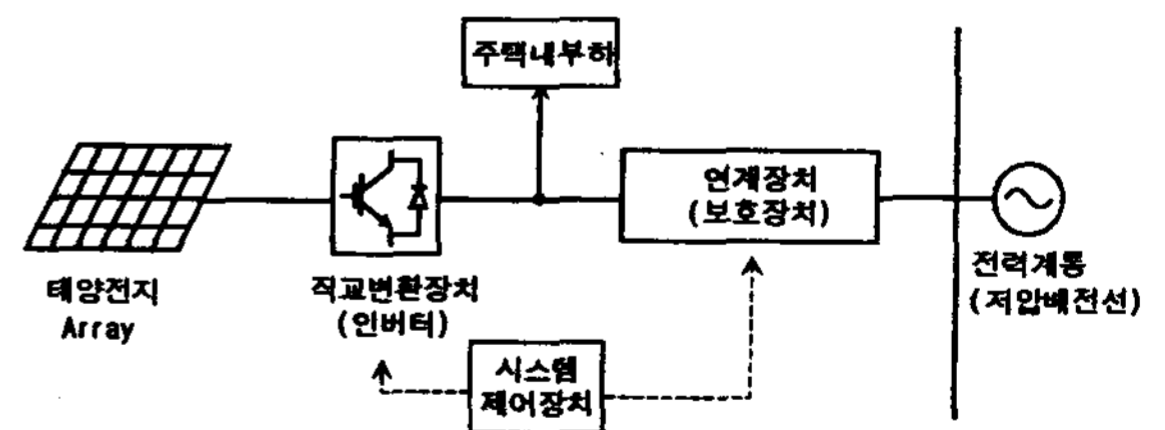 주택내부하
연계장치
(보호장치)
태양전지
Array
직교변환장치
(인버터)
전력계통
(저압배전선)
시스템
제어장치